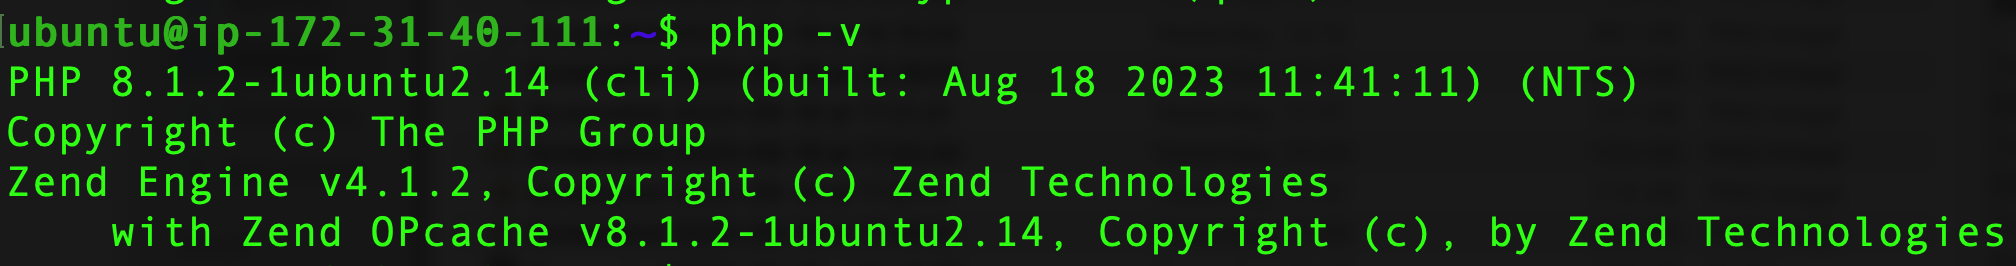 ubuntu@ip-172-31-40-111:~$ php -v
PHP 8.1.2-1ubuntu2.14 (cli) (built: Aug 18 2023 11:41:11) (NTS)
Copyright (c) The PHP Group
Zend Engine v4.1.2, Copyright (c) Zend Technologies
    with Zend OPcache v8.1.2-1ubuntu2.14, Copyright (c), by Zend Technologies